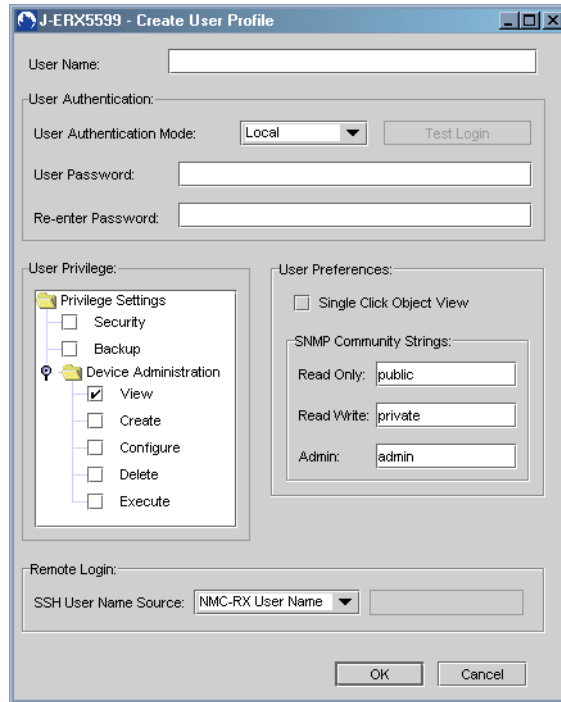 J-ERX5599 - Create User Profile
User Name:
User Authentication:
User Authentication Mode: Local Test Login
User Password:
Re-enter Password:
User Privilege:
Privilege Settings
Security
Backup
Device Administration
View
Create
Configure
Delete
Execute
User Preferences:
Single Click Object View
SNMP Community Strings:
Read Only: public
Read Write: private
Admin: admin
Remote Login:
SSH User Name Source: NMC-RX User Name
OK Cancel